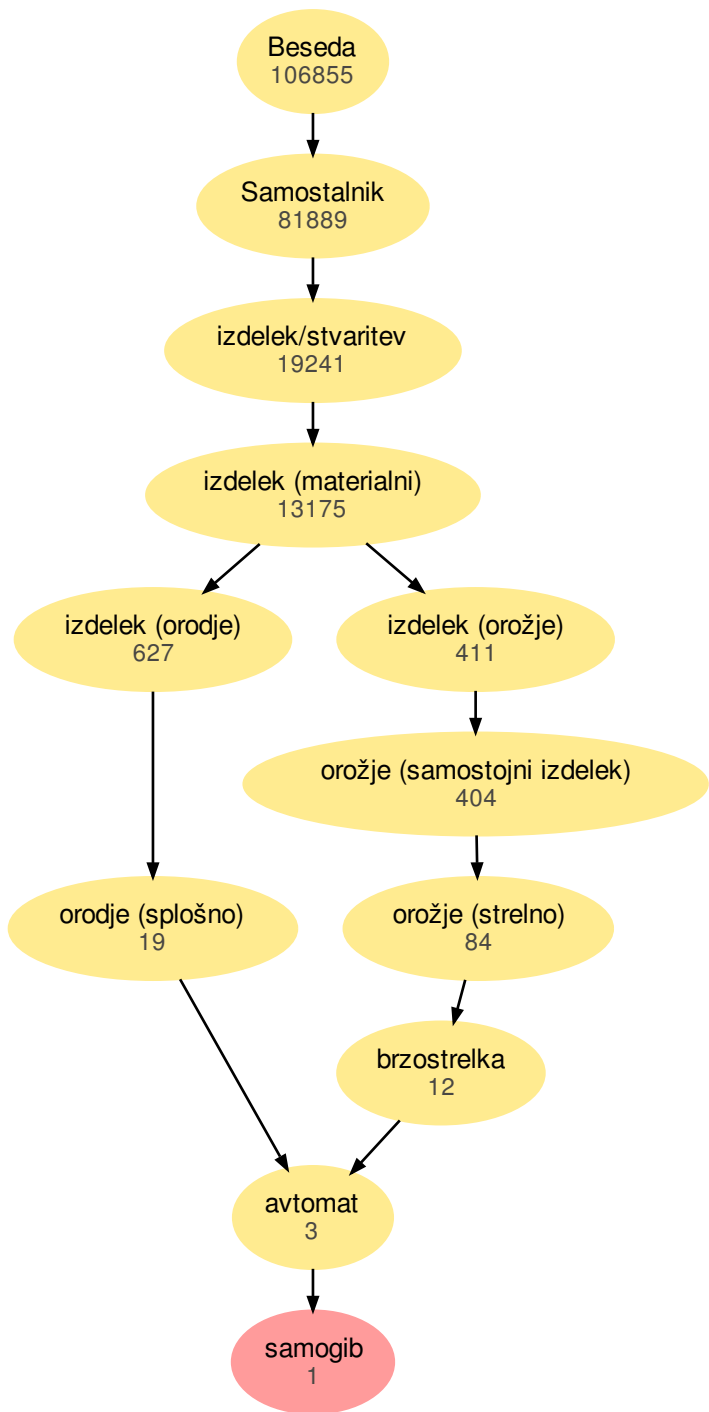 Beseda
106855
Samostalnik
81889
izdelek/stvaritev
19241
izdelek (materialni)
13175
izdelek (orodje)
627
izdelek (orožje)
411
orožje (samostojni izdelek)
404
orodje (splošno)
19
orožje (strelno)
84
brzostrelka
12
avtomat
3
samogib
1